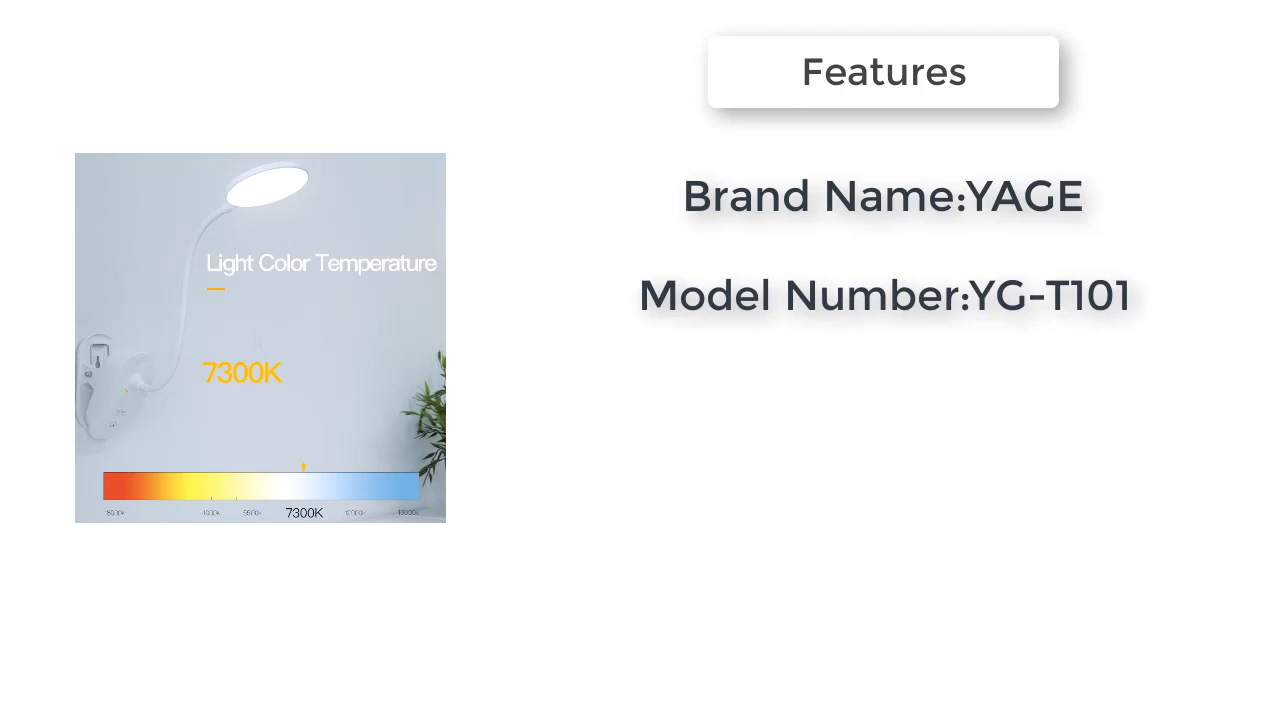 Features
Brand Name:YAGE
Model Number:YG-T101
Light Color Temperature
7300K
7300K